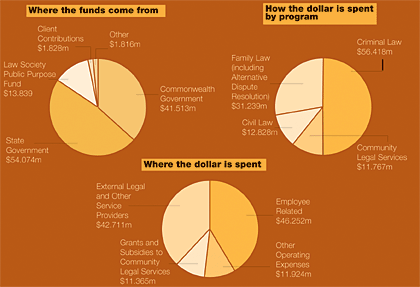 Where the funds come from
Client
Contributions
$1.828m
Other
$1.816m
Law Society
Public Purpose
Fund
$13.839
Commonwealth
Government
$41.513m
State
Government
$54.074m
How the dollar is spent
by program
Criminal Law
$56.418m
Family Law
(including
Alternative
Dispute
Resolution)
$31.239m
Civil Law
$12.828m
Community
Legal Services
$11.767m
Where the dollar is spent
External Legal
and Other
Service
Providers
$42.711m
Employee
Related
$46.252m
Grants and
Subsidies to
Community
Legal Services
$11.365m
Other
Operating
Expenses
$11.924m